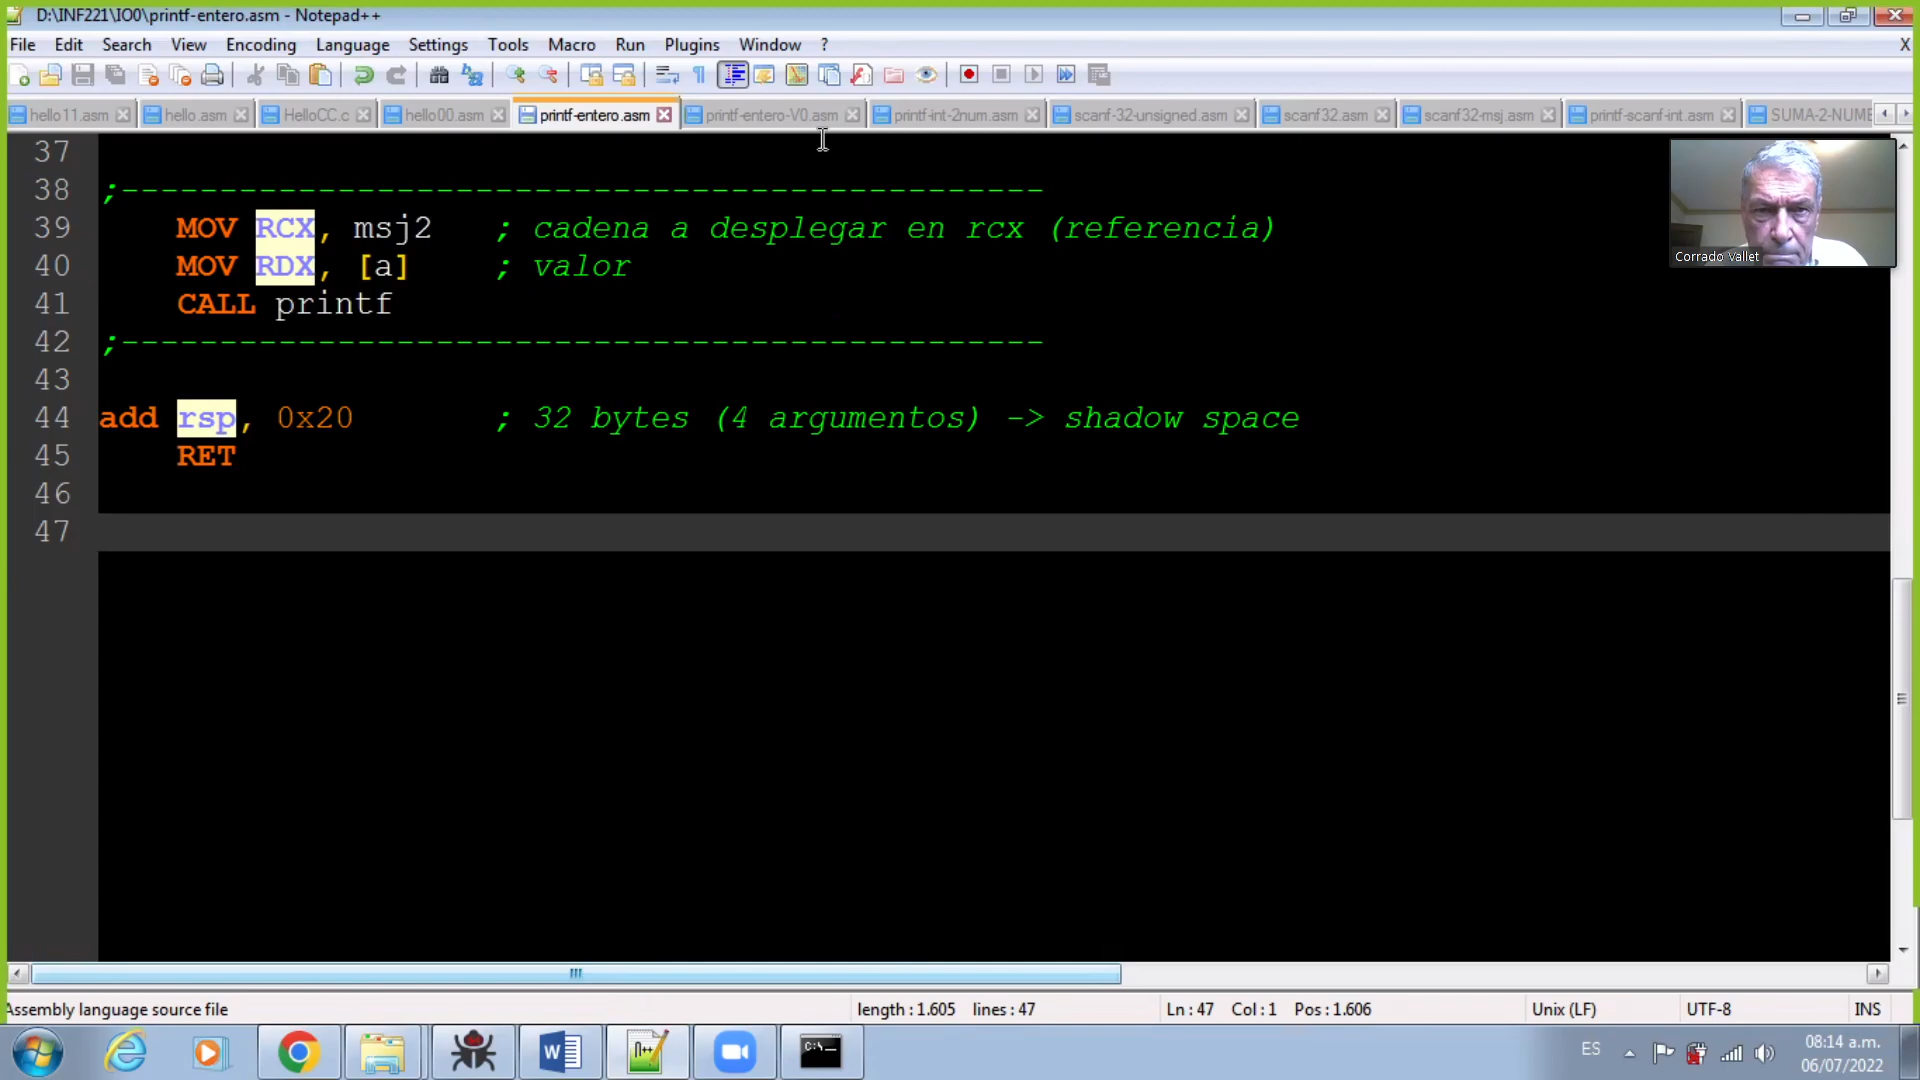 D:\INF221\IO0\printf-entero.asm - Notepad++
File Edit Search View Encoding Language Settings Tools Macro Run Plugins Window ? X
hello11.asm hello.asm HelloCC.c hello00.asm printf-entero.asm printf-entero-V0.asm printf-int-2num.asm scanf-32-unsigned.asm scanf32.asm scanf32-msj.asm printf-scanf-int.asm SUMA-2-NUME
37
38 ;-----------------------------------------------
39 MOV RCX, msj2 ; cadena a desplegar en rcx (referencia)
40 MOV RDX, [a] ; valor
41 CALL printf
42 ;-----------------------------------------------
43
44 add rsp, 0x20 ; 32 bytes (4 argumentos) -> shadow space
45 RET
46
47
Corrado Vallet
Assembly language source file length : 1.605 lines : 47 Ln : 47 Col : 1 Pos : 1.606 Unix (LF) UTF-8 INS
ES 08:14 a.m.
06/07/2022